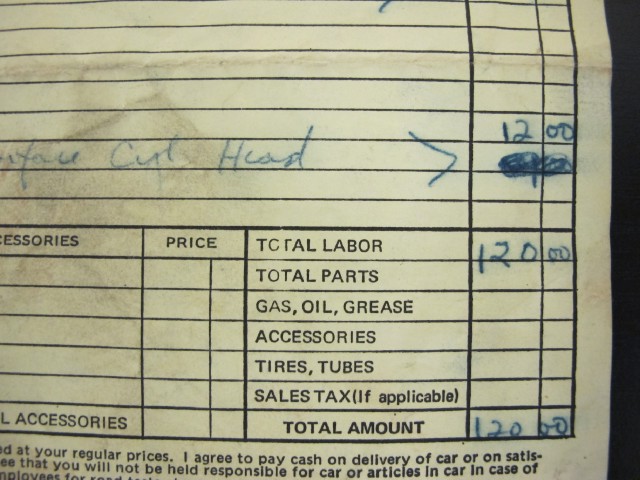 12 00
Cyl Head >
CESSORIES PRICE TOTAL LABOR 120 00
TOTAL PARTS
GAS, OIL, GREASE
ACCESSORIES
TIRES, TUBES
SALES TAX(If applicable)
L ACCESSORIES TOTAL AMOUNT 120 00
ed at your regular prices. I agree to pay cash on delivery of car or on satis-
ee that you will not be held responsible for car or articles in car in case of